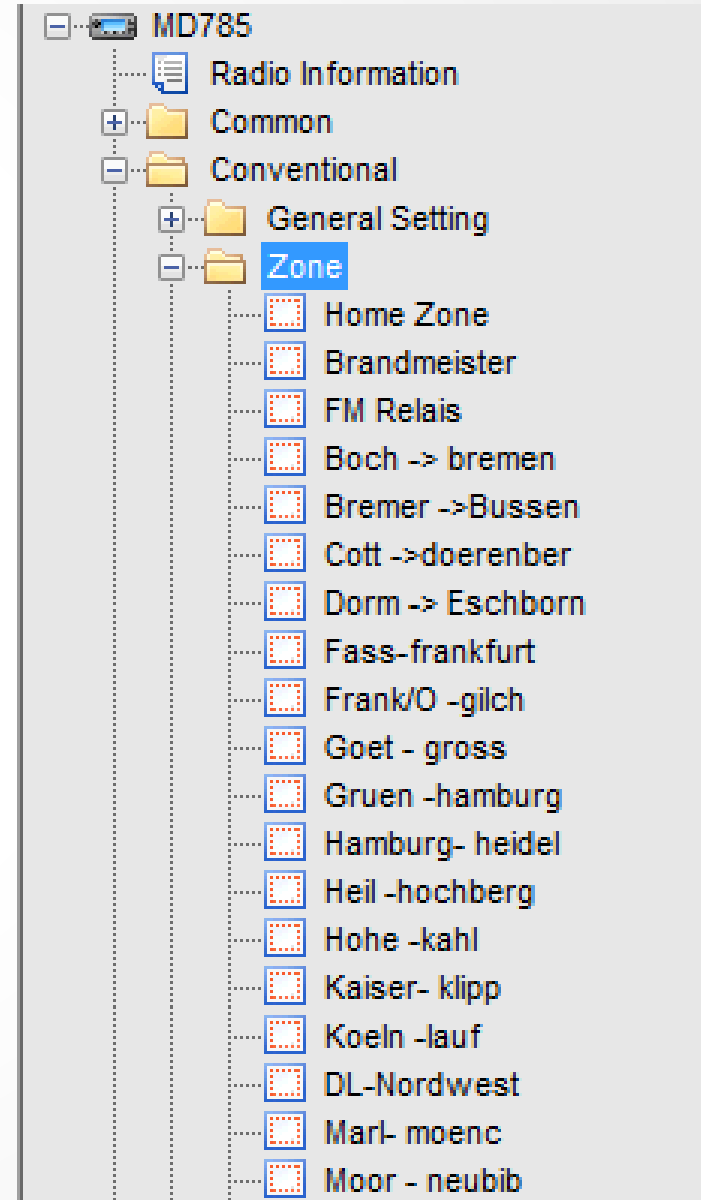 MD785
Radio Information
Common
Conventional
General Setting
Zone
Home Zone
Brandmeister
FM Relais
Boch -> bremen
Bremer ->Bussen
Cott ->doerenber
Dorm -> Eschborn
Fass-frankfurt
Frank/O -gilch
Goet - gross
Gruen -hamburg
Hamburg- heidel
Heil -hochberg
Hohe -kahl
Kaiser- klipp
Koeln -lauf
DL-Nordwest
Marl- moenc
Moor - neubib